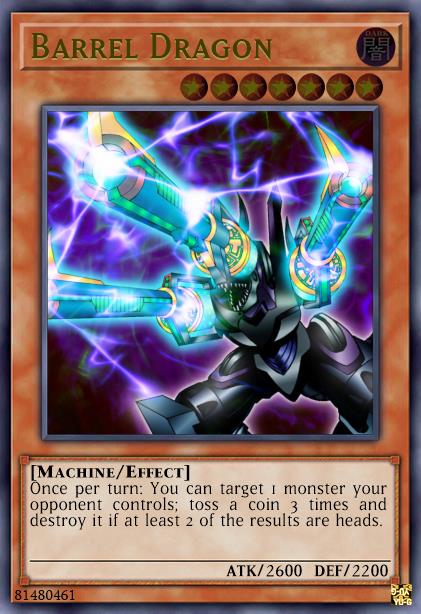 BARREL DRAGON
DARK
闇
[MACHINE/EFFECT]
Once per turn: You can target 1 monster your
opponent controls; toss a coin 3 times and
destroy it if at least 2 of the results are heads.
ATK/2600 DEF/2200
81480461